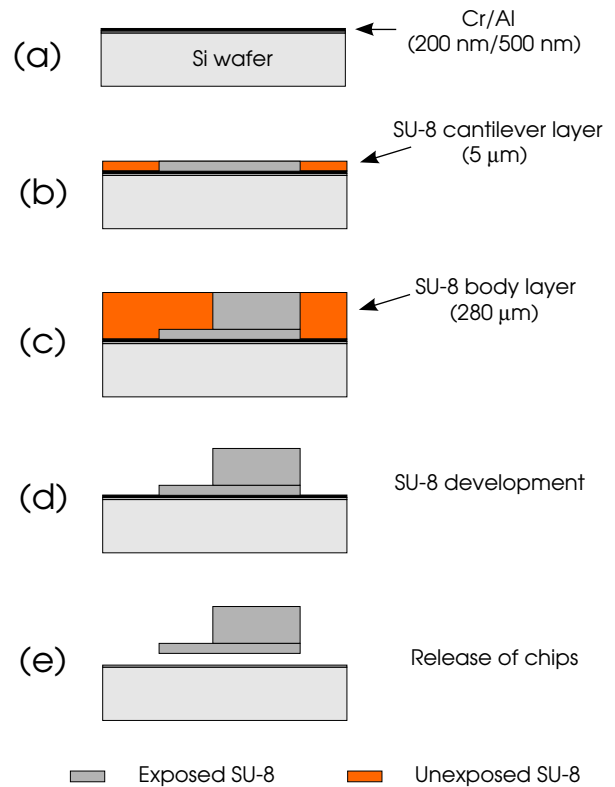 (a)
Si wafer
Cr/Al
(200 nm/500 nm)
(b)
SU-8 cantilever layer
(5 μm)
(c)
SU-8 body layer
(280 μm)
(d)
SU-8 development
(e)
Release of chips
Exposed SU-8
Unexposed SU-8